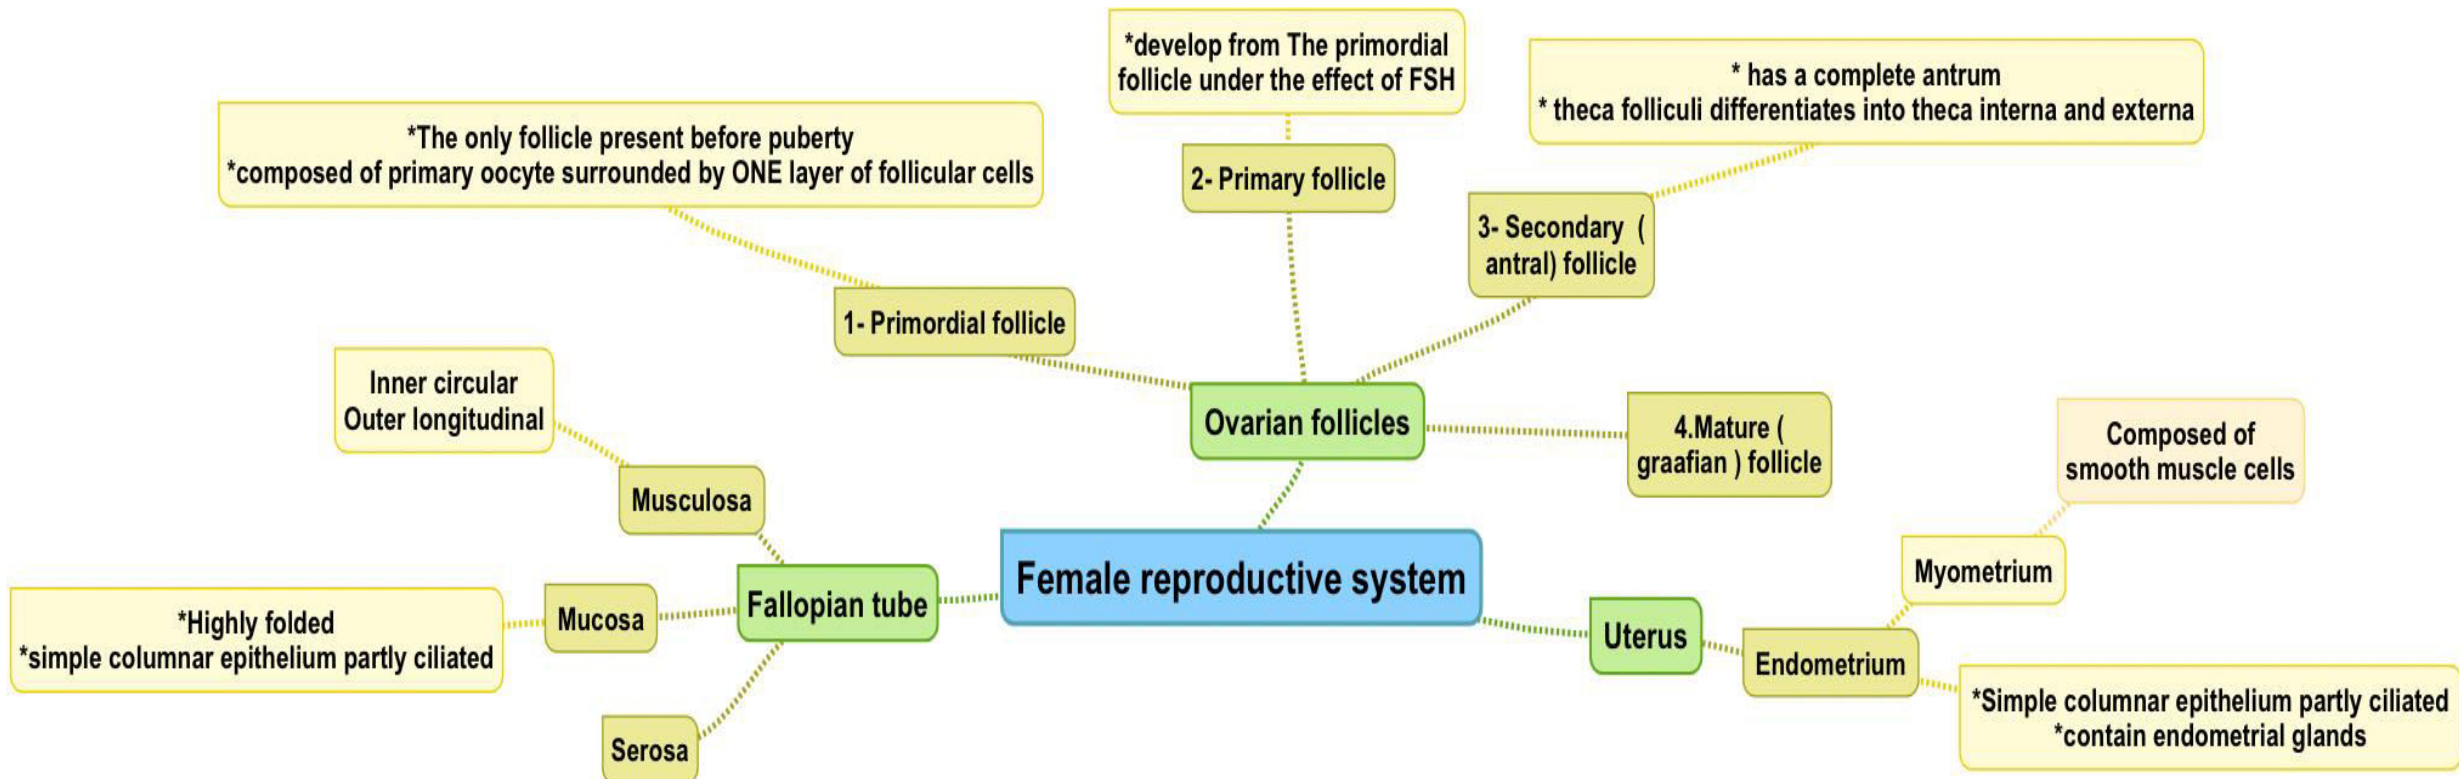 *develop from The primordial
follicle under the effect of FSH
* has a complete antrum
* theca folliculi differentiates into theca interna and externa
*The only follicle present before puberty
*composed of primary oocyte surrounded by ONE layer of follicular cells
2- Primary follicle
3- Secondary (
antral) follicle
1- Primordial follicle
Inner circular
Outer longitudinal
Ovarian follicles
4.Mature (
graafian ) follicle
Composed of
smooth muscle cells
Musculosa
Female reproductive system
Myometrium
Fallopian tube
Mucosa
*Highly folded
*simple columnar epithelium partly ciliated
Uterus
Endometrium
*Simple columnar epithelium partly ciliated
*contain endometrial glands
Serosa